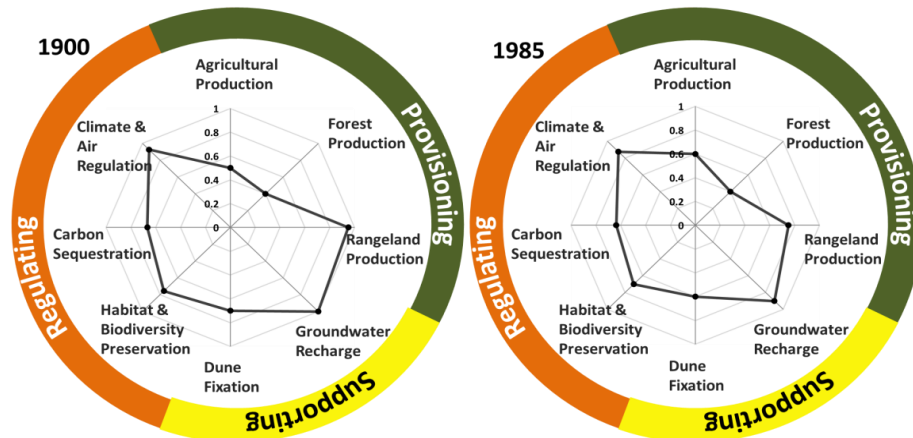 1900
Agricultural
Production
1
0.8
0.6
0.4
0.2
0
Forest
Production
Rangeland
Production
Groundwater
Recharge
Dune
Fixation
Habitat &
Biodiversity
Preservation
Carbon
Sequestration
Climate &
Air
Regulation
Provisioning
Supporting
Regulating
1985
Agricultural
Production
1
0.8
0.6
0.4
0.2
0
Forest
Production
Rangeland
Production
Groundwater
Recharge
Dune
Fixation
Habitat &
Biodiversity
Preservation
Carbon
Sequestration
Climate &
Air
Regulation
Provisioning
Supporting
Regulating